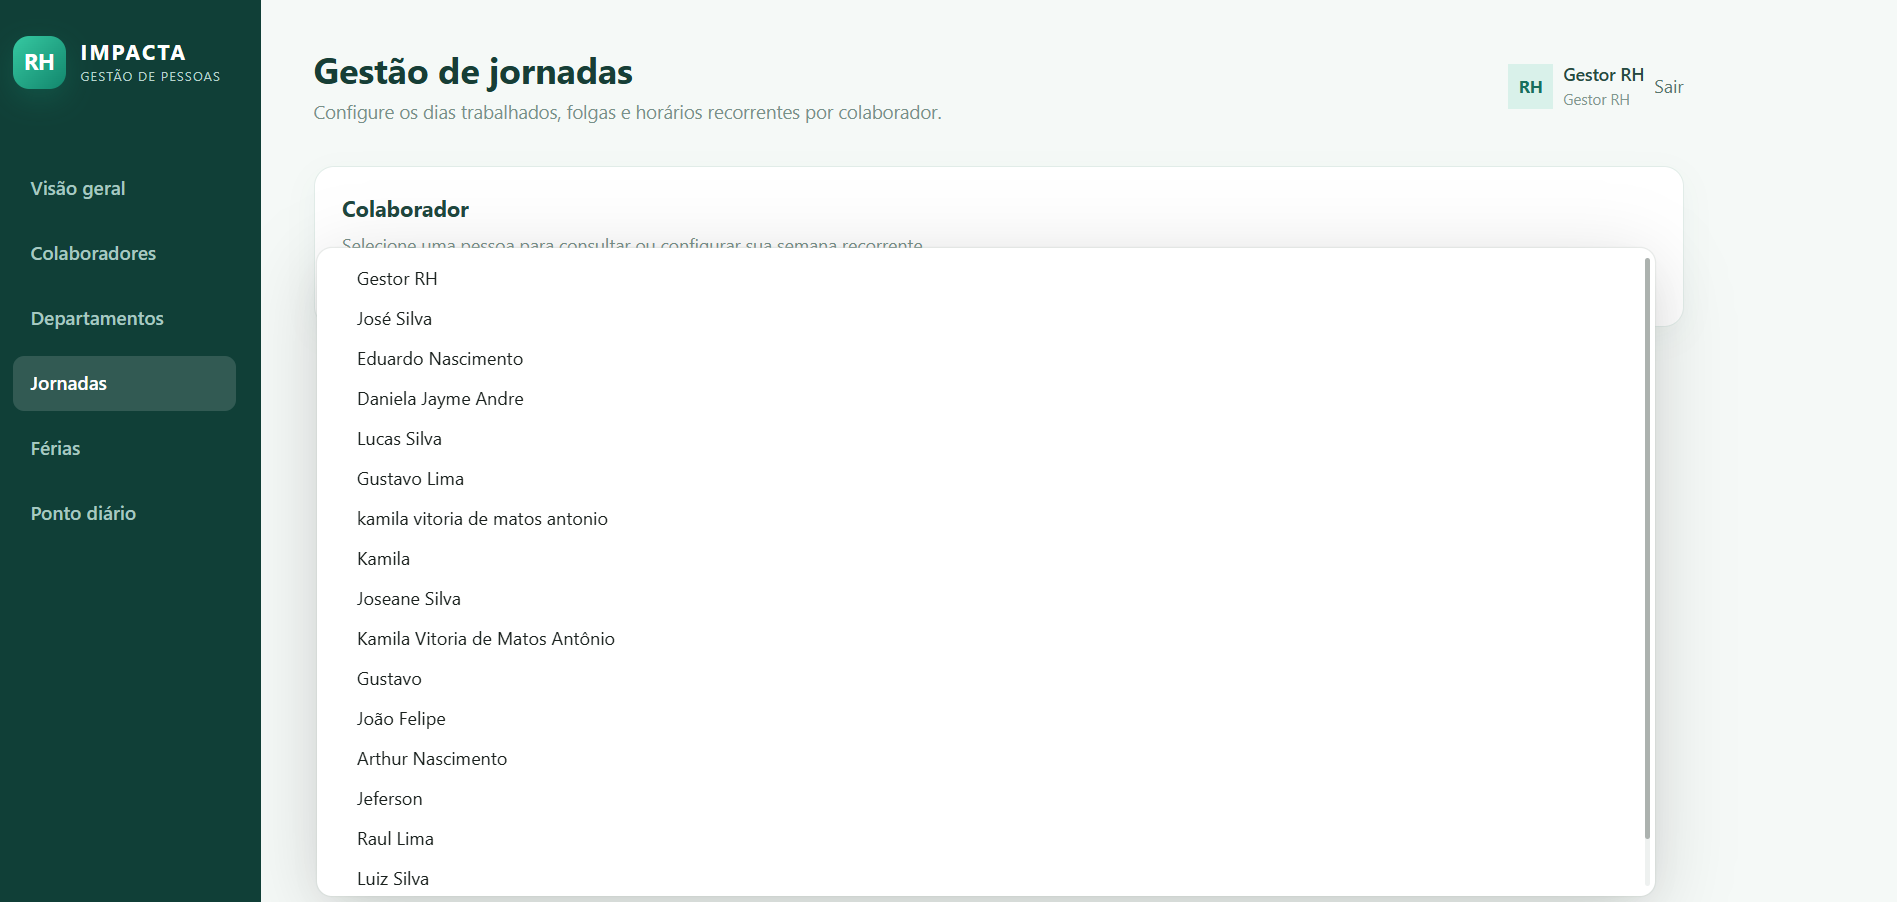 RH
IMPACTA
GESTÃO DE PESSOAS
Visão geral
Colaboradores
Departamentos
Jornadas
Férias
Ponto diário
Gestão de jornadas
Configure os dias trabalhados, folgas e horários recorrentes por colaborador.
RH
Gestor RH
Gestor RH
Sair
Colaborador
Selecione uma pessoa para consultar ou configurar sua semana recorrente
Gestor RH
José Silva
Eduardo Nascimento
Daniela Jayme Andre
Lucas Silva
Gustavo Lima
kamila vitoria de matos antonio
Kamila
Joseane Silva
Kamila Vitoria de Matos Antônio
Gustavo
João Felipe
Arthur Nascimento
Jeferson
Raul Lima
Luiz Silva